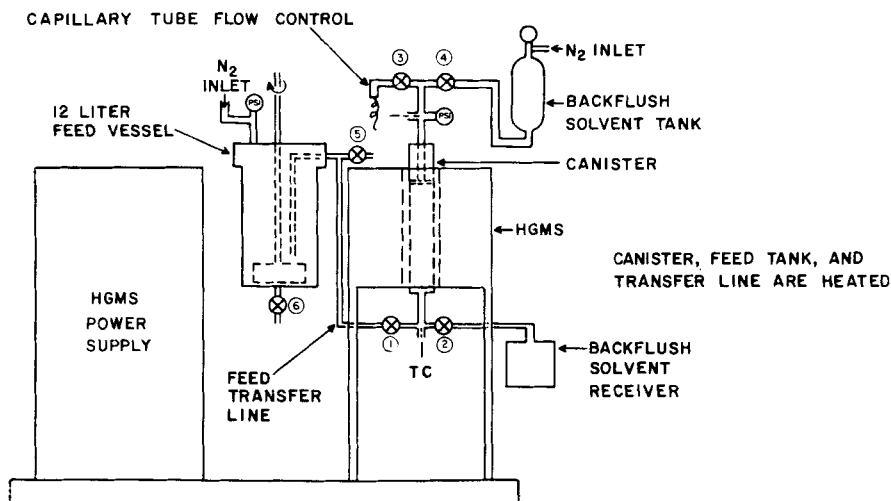 CAPILLARY TUBE FLOW CONTROL
N2
INLET
PSI
12 LITER
FEED VESSEL
3
4
N2 INLET
BACKFLUSH
SOLVENT TANK
PSI
5
CANISTER
HGMS
CANISTER, FEED TANK, AND
TRANSFER LINE ARE HEATED
HGMS
POWER
SUPPLY
6
1
2
TC
FEED
TRANSFER
LINE
BACKFLUSH
SOLVENT
RECEIVER